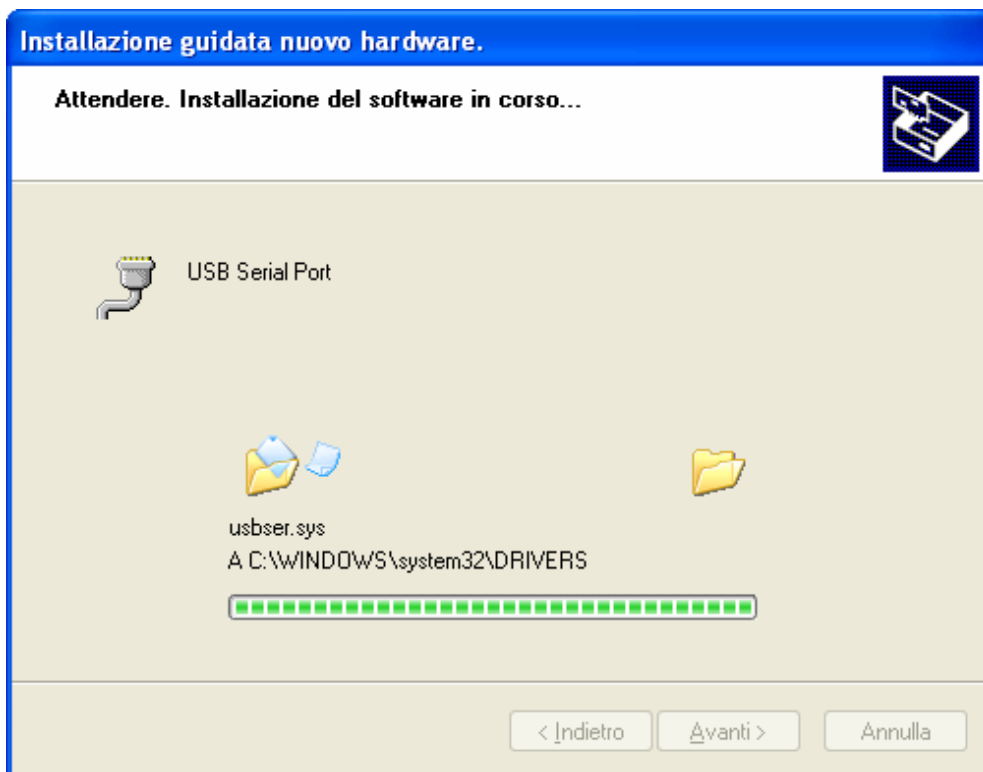 Installazione guidata nuovo hardware.
Attendere. Installazione del software in corso...
USB Serial Port
usbser.sys
A C:\WINDOWS\system32\DRIVERS
< Indietro
Avanti >
Annulla